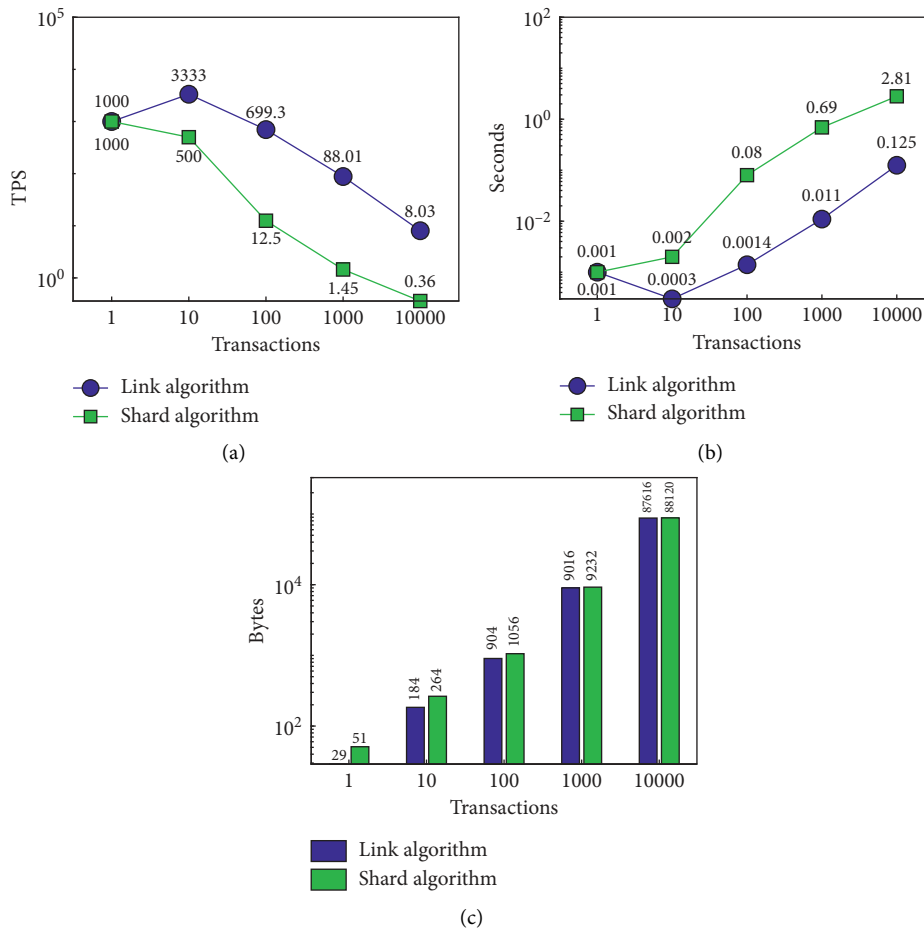 10^5
3333
1000
699.3
1000
500
88.01
TPS
12.5
8.03
10^0
1.45
0.36
1 10 100 1000 10000
Transactions
Link algorithm
Shard algorithm
(a)
10^2
2.81
0.69
10^0
0.125
0.08
Seconds
0.011
10^−2
0.001
0.002
0.0014
0.001
0.0003
1 10 100 1000 10000
Transactions
Link algorithm
Shard algorithm
(b)
87616
88120
9016
9232
10^4
904
1056
Bytes
184
264
10^2
29
51
1 10 100 1000 10000
Transactions
Link algorithm
Shard algorithm
(c)